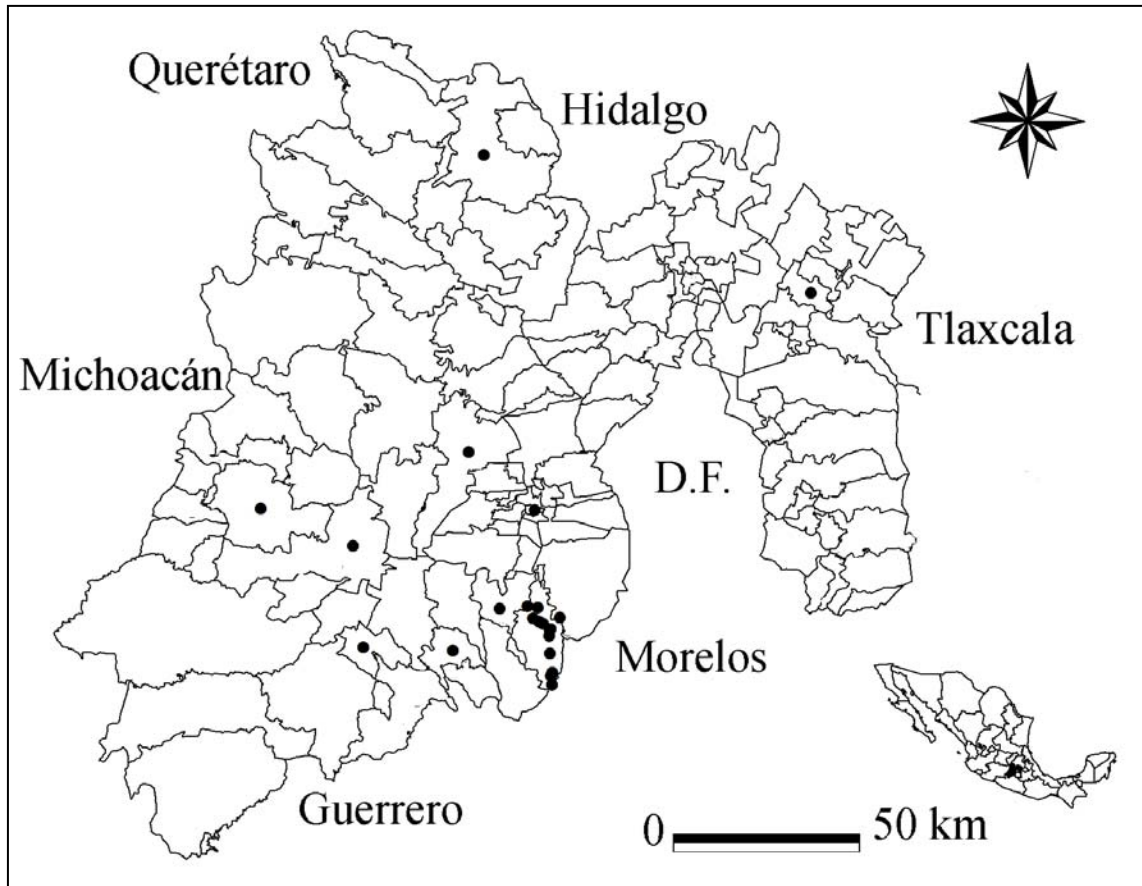 Querétaro
Hidalgo
Tlaxcala
Michoacán
D.F.
Morelos
Guerrero
0 50 km